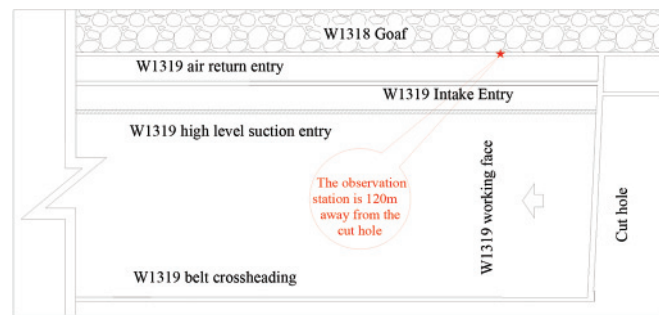 W1318 Goaf
W1319 air return entry
W1319 Intake Entry
W1319 high level suction entry
The observation
station is 120m
away from the
cut hole
W1319 working face
Cut hole
W1319 belt crossheading